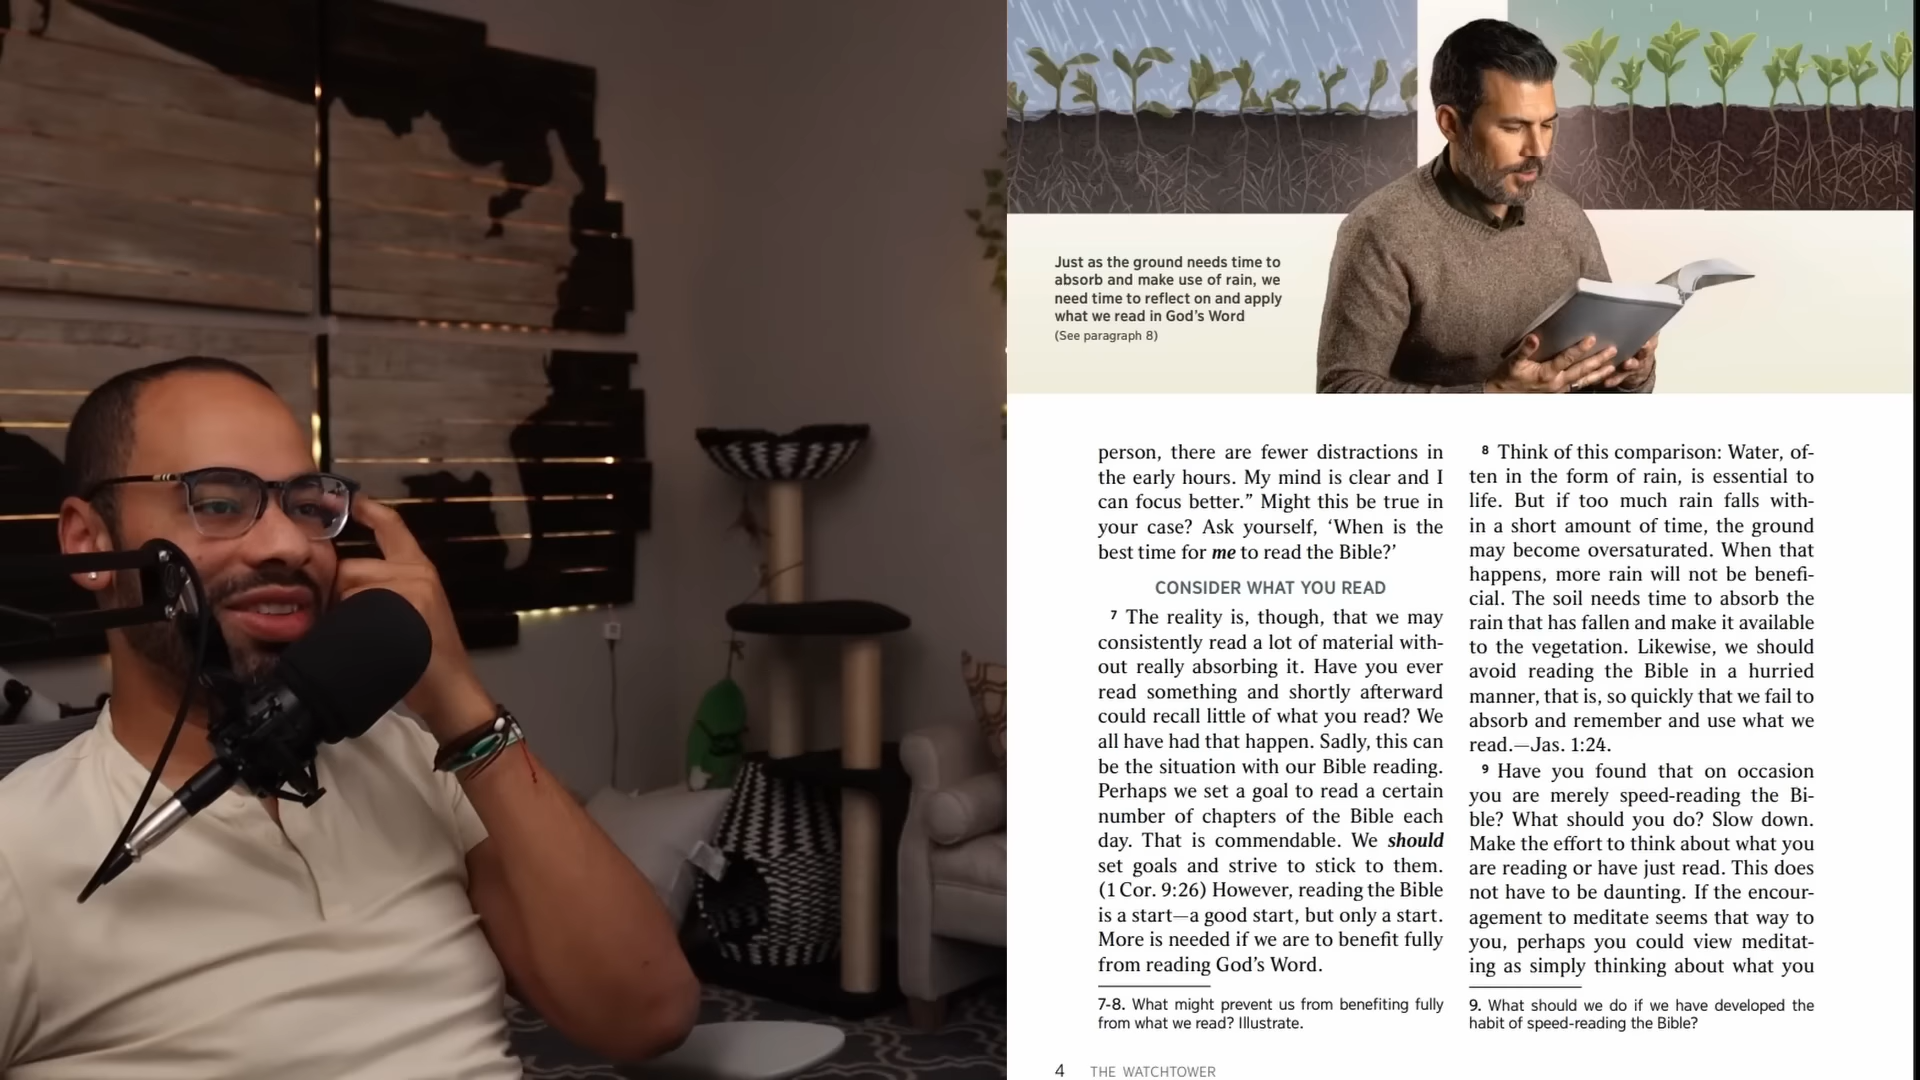 Just as the ground needs time to
absorb and make use of rain, we
need time to reflect on and apply
what we read in God's Word
(See paragraph 8)
person, there are fewer distractions in
the early hours. My mind is clear and I
can focus better.” Might this be true in
your case? Ask yourself, ‘When is the
best time for me to read the Bible?’
CONSIDER WHAT YOU READ
7 The reality is, though, that we may
consistently read a lot of material with-
out really absorbing it. Have you ever
read something and shortly afterward
could recall little of what you read? We
all have had that happen. Sadly, this can
be the situation with our Bible reading.
Perhaps we set a goal to read a certain
number of chapters of the Bible each
day. That is commendable. We should
set goals and strive to stick to them.
(1 Cor. 9:26) However, reading the Bible
is a start—a good start, but only a start.
More is needed if we are to benefit fully
from reading God's Word.
7-8. What might prevent us from benefiting fully
from what we read? Illustrate.
8 Think of this comparison: Water, of-
ten in the form of rain, is essential to
life. But if too much rain falls with-
in a short amount of time, the ground
may become oversaturated. When that
happens, more rain will not be benefi-
cial. The soil needs time to absorb the
rain that has fallen and make it available
to the vegetation. Likewise, we should
avoid reading the Bible in a hurried
manner, that is, so quickly that we fail to
absorb and remember and use what we
read.—Jas. 1:24.
9 Have you found that on occasion
you are merely speed-reading the Bi-
ble? What should you do? Slow down.
Make the effort to think about what you
are reading or have just read. This does
not have to be daunting. If the encour-
agement to meditate seems that way to
you, perhaps you could view meditat-
ing as simply thinking about what you
9. What should we do if we have developed the
habit of speed-reading the Bible?
4 THE WATCHTOWER